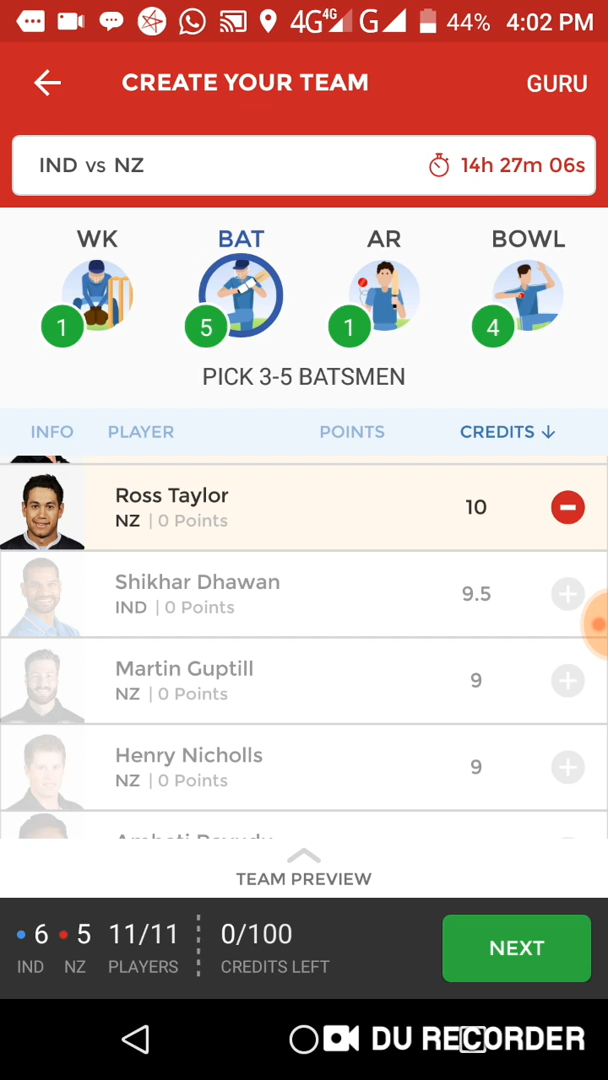 4G 4G G 44% 4:02 PM
CREATE YOUR TEAM GURU
IND vs NZ 14h 27m 06s
WK BAT AR BOWL
1 5 1 4
PICK 3-5 BATSMEN
INFO PLAYER POINTS CREDITS ↓
Ross Taylor 10
NZ | 0 Points
Shikhar Dhawan 9.5
IND | 0 Points
Martin Guptill 9
NZ | 0 Points
Henry Nicholls 9
NZ | 0 Points
TEAM PREVIEW
6 5 11/11 0/100 NEXT
IND NZ PLAYERS CREDITS LEFT
DU RECORDER